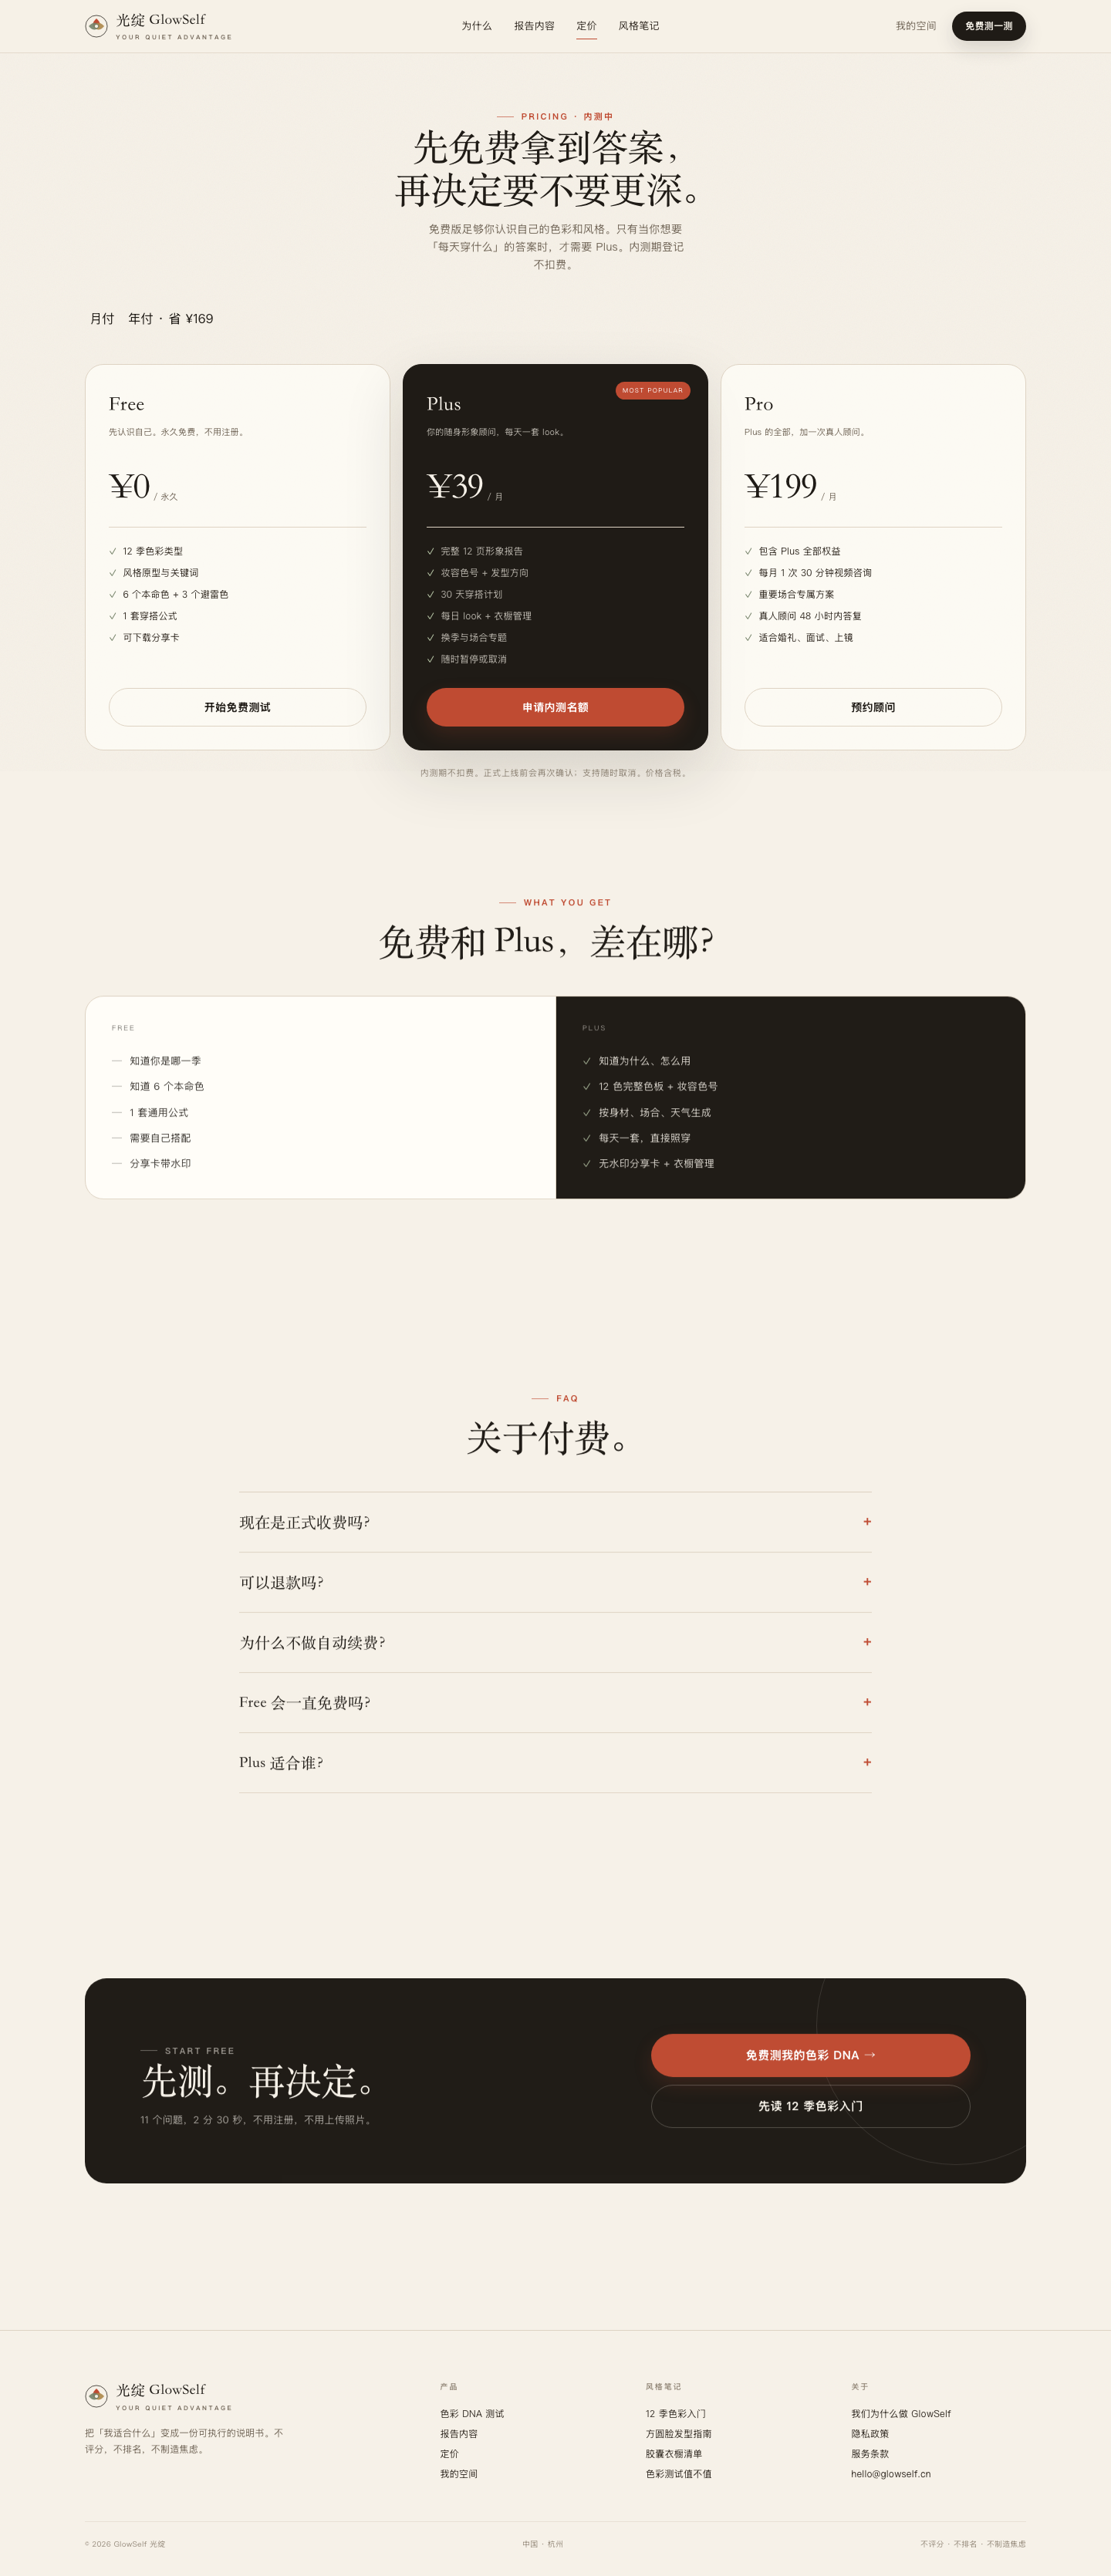 光绽 GlowSelf
YOUR QUIET ADVANTAGE
为什么
报告内容
定价
风格笔记
我的空间
免费测一测
PRICING · 内测中
先免费拿到答案，
再决定要不要更深。
免费版足够你认识自己的色彩和风格。只有当你想要
「每天穿什么」的答案时，才需要 Plus。内测期登记
不扣费。
月付 年付 · 省 ¥169
Free
先认识自己。永久免费，不用注册。
¥0 / 永久
✓ 12 季色彩类型
✓ 风格原型与关键词
✓ 6 个本命色 + 3 个避雷色
✓ 1 套穿搭公式
✓ 可下载分享卡
开始免费测试
MOST POPULAR
Plus
你的随身形象顾问，每天一套 look。
¥39 / 月
✓ 完整 12 页形象报告
✓ 妆容色号 + 发型方向
✓ 30 天穿搭计划
✓ 每日 look + 衣橱管理
✓ 换季与场合专题
✓ 随时暂停或取消
申请内测名额
Pro
Plus 的全部，加一次真人顾问。
¥199 / 月
✓ 包含 Plus 全部权益
✓ 每月 1 次 30 分钟视频咨询
✓ 重要场合专属方案
✓ 真人顾问 48 小时内答复
✓ 适合婚礼、面试、上镜
预约顾问
内测期不扣费。正式上线前会再次确认；支持随时取消。价格含税。
WHAT YOU GET
免费和 Plus，差在哪?
FREE
— 知道你是哪一季
— 知道 6 个本命色
— 1 套通用公式
— 需要自己搭配
— 分享卡带水印
PLUS
✓ 知道为什么、怎么用
✓ 12 色完整色板 + 妆容色号
✓ 按身材、场合、天气生成
✓ 每天一套，直接照穿
✓ 无水印分享卡 + 衣橱管理
FAQ
关于付费。
现在是正式收费吗? +
可以退款吗? +
为什么不做自动续费? +
Free 会一直免费吗? +
Plus 适合谁? +
START FREE
先测。再决定。
11 个问题，2 分 30 秒，不用注册，不用上传照片。
免费测我的色彩 DNA →
先读 12 季色彩入门
光绽 GlowSelf
YOUR QUIET ADVANTAGE
把「我适合什么」变成一份可执行的说明书。不
评分，不排名，不制造焦虑。
产品
色彩 DNA 测试
报告内容
定价
我的空间
风格笔记
12 季色彩入门
方圆脸发型指南
胶囊衣橱清单
色彩测试值不值
关于
我们为什么做 GlowSelf
隐私政策
服务条款
hello@glowself.cn
© 2026 GlowSelf 光绽
中国 · 杭州
不评分 · 不排名 · 不制造焦虑